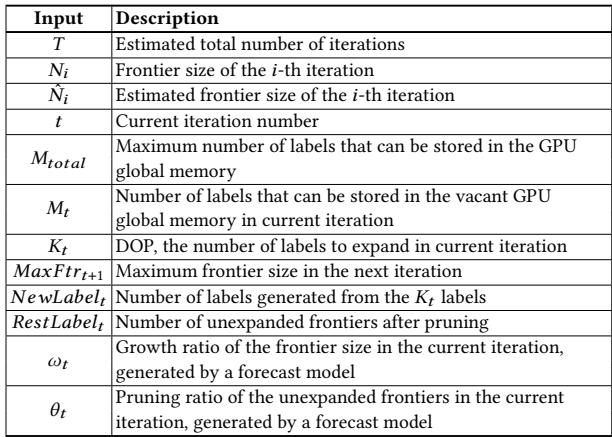 Input Description
T Estimated total number of iterations
Nᵢ Frontier size of the i-th iteration
N̂ᵢ Estimated frontier size of the i-th iteration
t Current iteration number
M_total Maximum number of labels that can be stored in the GPU
global memory
M_t Number of labels that can be stored in the vacant GPU
global memory in current iteration
K_t DOP, the number of labels to expand in current iteration
MaxFtr_{t+1} Maximum frontier size in the next iteration
NewLabel_t Number of labels generated from the K_t labels
RestLabel_t Number of unexpanded frontiers after pruning
ω_t Growth ratio of the frontier size in the current iteration,
generated by a forecast model
θ_t Pruning ratio of the unexpanded frontiers in the current
iteration, generated by a forecast model